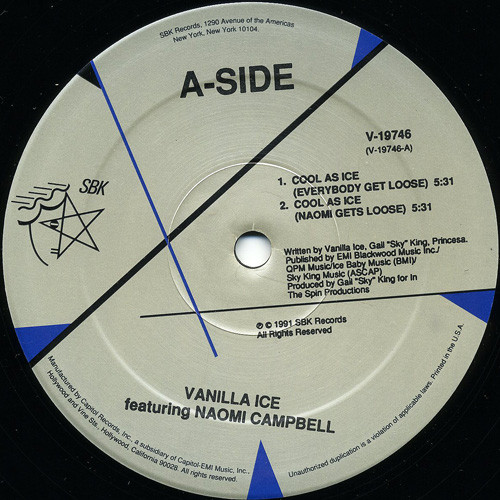 SBK Records, 1290 Avenue of the Americas
New York, New York 10104.
A-SIDE
SBK
V-19746
(V-19746-A)
1. COOL AS ICE
(EVERYBODY GET LOOSE) 5:31
2. COOL AS ICE
(NAOMI GETS LOOSE) 5:31
Written by Vanilla Ice, Gail "Sky" King, Princesa.
Published by EMI Blackwood Music Inc./
QPM Music/Ice Baby Music (BMI)/
Sky King Music (ASCAP)
Produced by Gail "Sky" King for In
The Spin Productions
℗ © 1991 SBK Records
All Rights Reserved
VANILLA ICE
featuring NAOMI CAMPBELL
Manufactured by Capitol Records, Inc., a subsidiary of Capitol-EMI Music, Inc.,
Hollywood and Vine Sts., Hollywood, California 90028. All rights reserved.
Unauthorized duplication is a violation of applicable laws. Printed in the U.S.A.